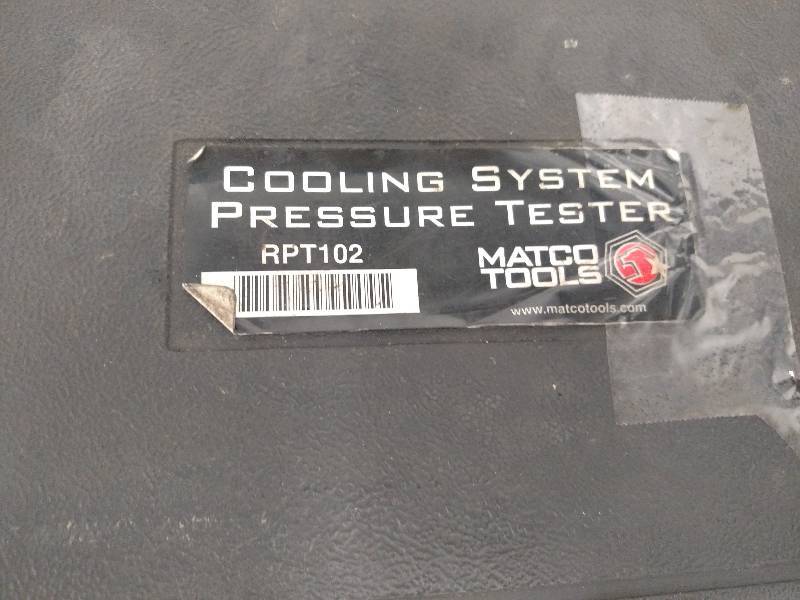 COOLING SYSTEM
PRESSURE TESTER
RPT102
MATCO
TOOLS
www.matcotools.com